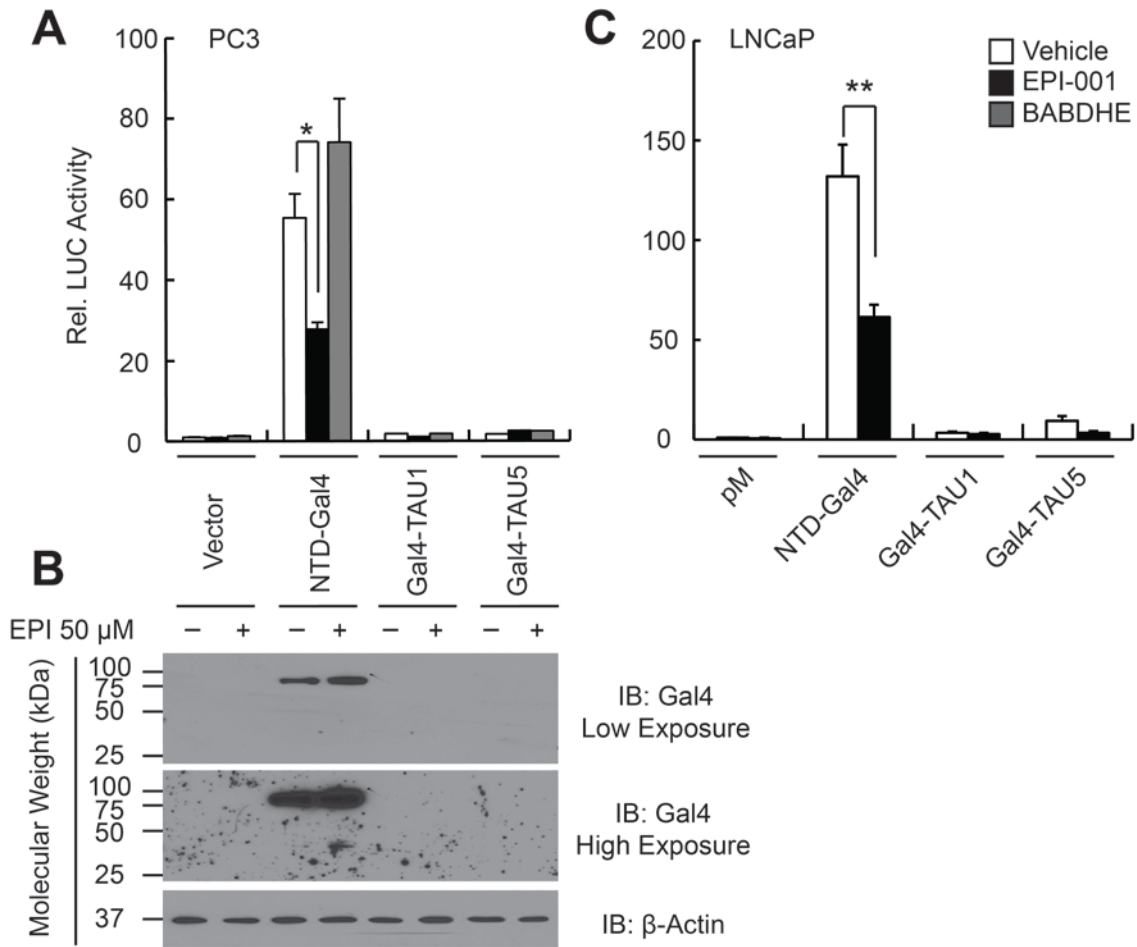 A
PC3
100
80
60
40
20
0
Rel. LUC Activity
*
Vector
NTD-Gal4
Gal4-TAU1
Gal4-TAU5
C
LNCaP
200
150
100
50
0
**
Vehicle
EPI-001
BABDHE
pM
NTD-Gal4
Gal4-TAU1
Gal4-TAU5
B
EPI 50 μM
− + − + − + − +
Molecular Weight (kDa)
100
75
50
25
IB: Gal4
Low Exposure
100
75
50
25
IB: Gal4
High Exposure
37
IB: β-Actin